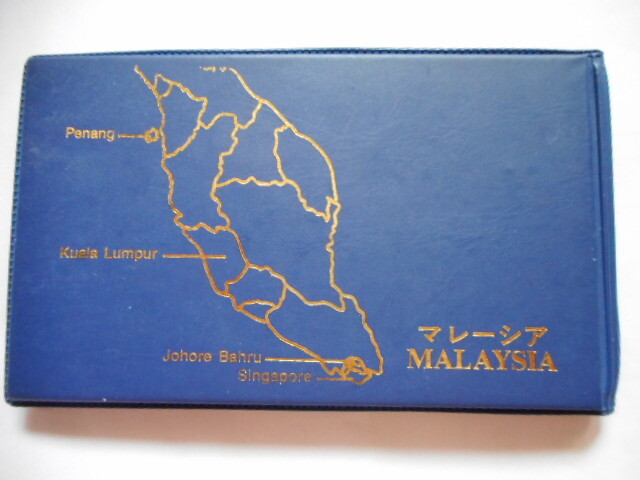 Penang
Kuala Lumpur
Johore Bahru
Singapore
マレーシア
MALAYSIA